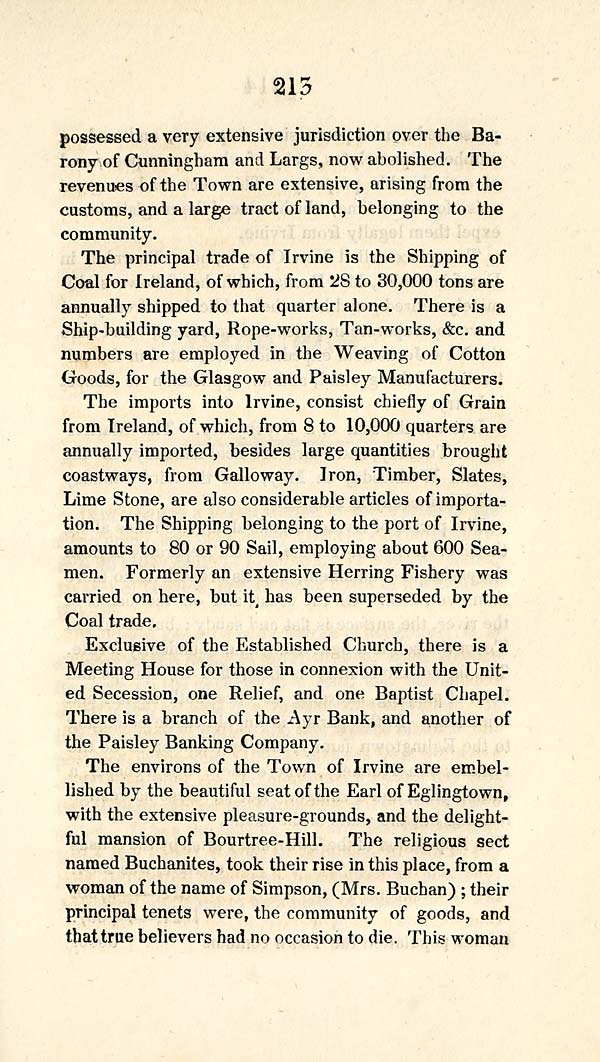 213
possessed a very extensive jurisdiction over the Ba-
rony of Cunningham and Largs, now abolished. The
revenues of the Town are extensive, arising from the
customs, and a large tract of land, belonging to the
community.
The principal trade of Irvine is the Shipping of
Coal for Ireland, of which, from 28 to 30,000 tons are
annually shipped to that quarter alone. There is a
Ship-building yard, Rope-works, Tan-works, &c. and
numbers are employed in the Weaving of Cotton
Goods, for the Glasgow and Paisley Manufacturers.
The imports into Irvine, consist chiefly of Grain
from Ireland, of which, from 8 to 10,000 quarters are
annually imported, besides large quantities brought
coastways, from Galloway. Iron, Timber, Slates,
Lime Stone, are also considerable articles of importa-
tion. The Shipping belonging to the port of Irvine,
amounts to 80 or 90 Sail, employing about 600 Sea-
men. Formerly an extensive Herring Fishery was
carried on here, but it, has been superseded by the
Coal trade.
Exclusive of the Established Church, there is a
Meeting House for those in connexion with the Unit-
ed Secession, one Relief, and one Baptist Chapel.
There is a branch of the Ayr Bank, and another of
the Paisley Banking Company.
The environs of the Town of Irvine are embel-
lished by the beautiful seat of the Earl of Eglingtown,
with the extensive pleasure-grounds, and the delight-
ful mansion of Bourtree-Hill. The religious sect
named Buchanites, took their rise in this place, from a
woman of the name of Simpson, (Mrs. Buchan) ; their
principal tenets were, the community of goods, and
that true believers had no occasion to die. This woman